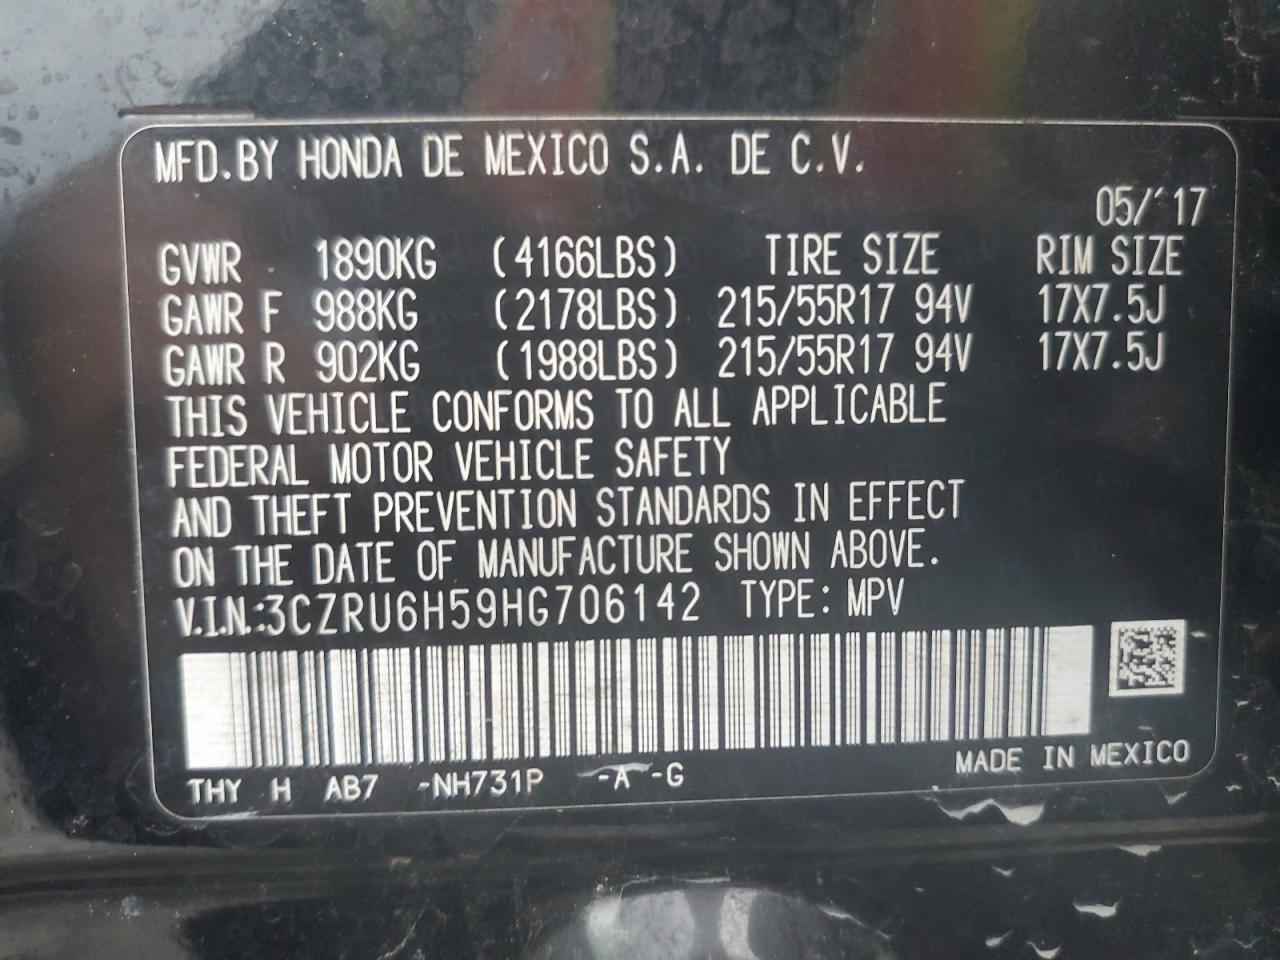 MFD.BY HONDA DE MEXICO S.A. DE C.V.
05/`17
GVWR 1890KG (4166LBS) TIRE SIZE RIM SIZE
GAWR F 988KG (2178LBS) 215/55R17 94V 17X7.5J
GAWR R 902KG (1988LBS) 215/55R17 94V 17X7.5J
THIS VEHICLE CONFORMS TO ALL APPLICABLE
FEDERAL MOTOR VEHICLE SAFETY
AND THEFT PREVENTION STANDARDS IN EFFECT
ON THE DATE OF MANUFACTURE SHOWN ABOVE.
V.I.N.:3CZRU6H59HG706142 TYPE: MPV
THY H AB7 -NH731P -A -G MADE IN MEXICO